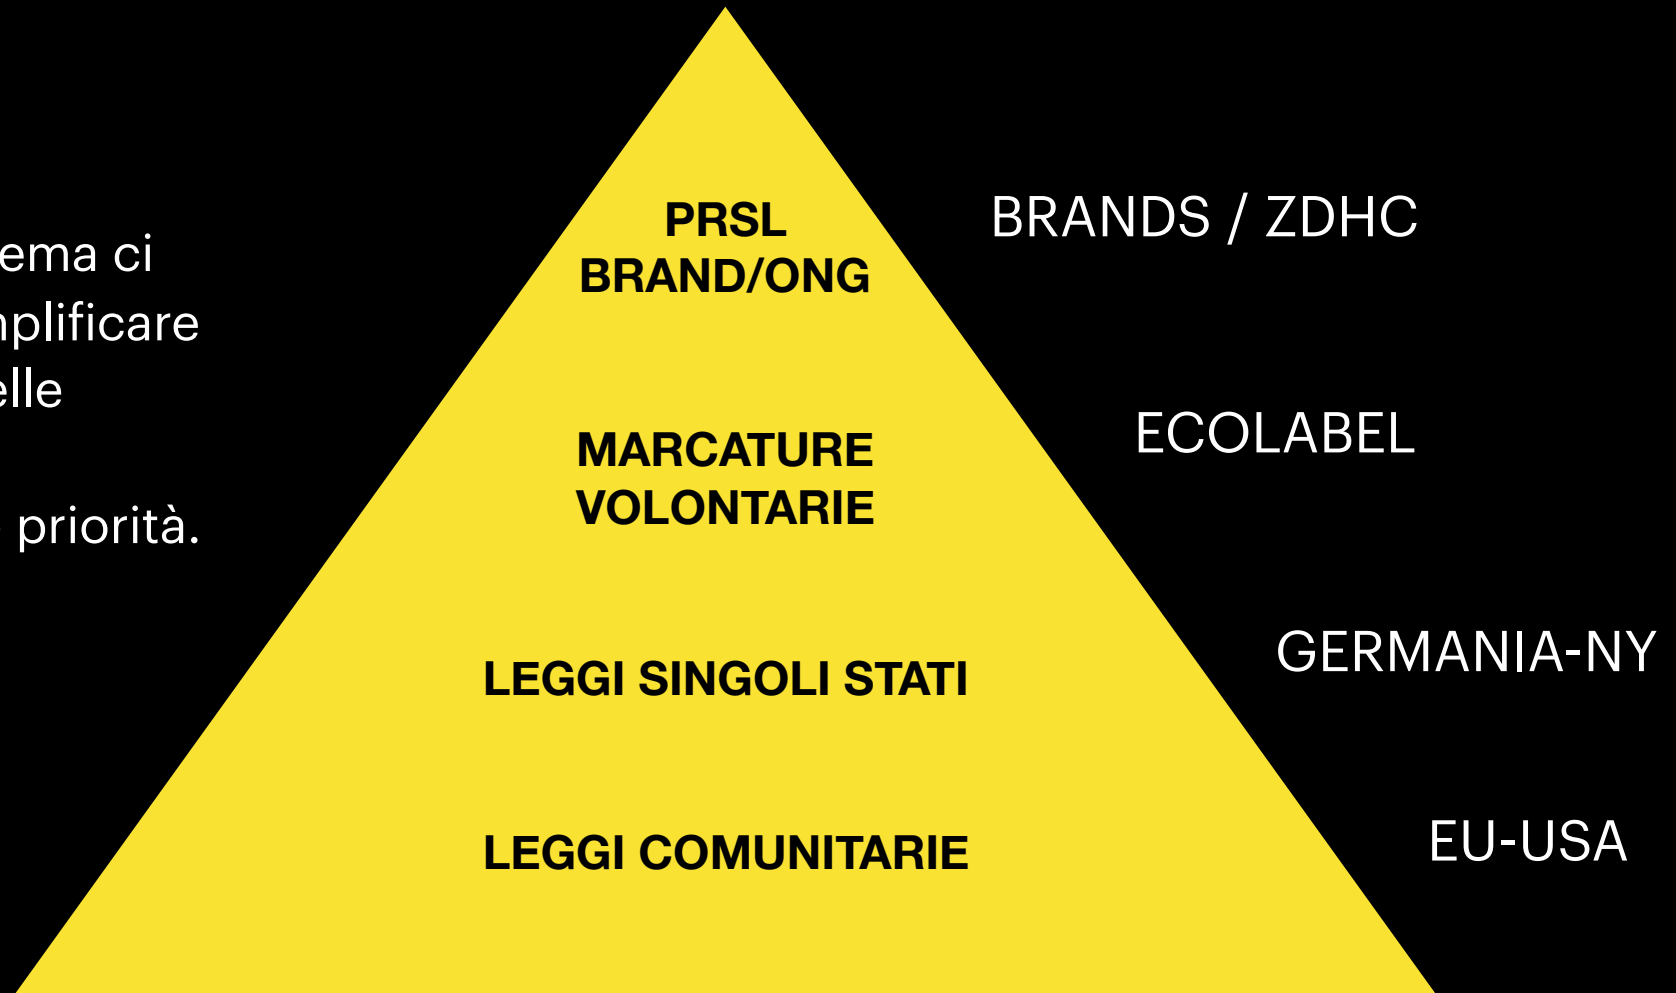 ema ci
plificare
elle
priorità.
PRSL
BRAND/ONG
BRANDS / ZDHC
MARCATURE
VOLONTARIE
ECOLABEL
LEGGI SINGOLI STATI
GERMANIA-NY
LEGGI COMUNITARIE
EU-USA